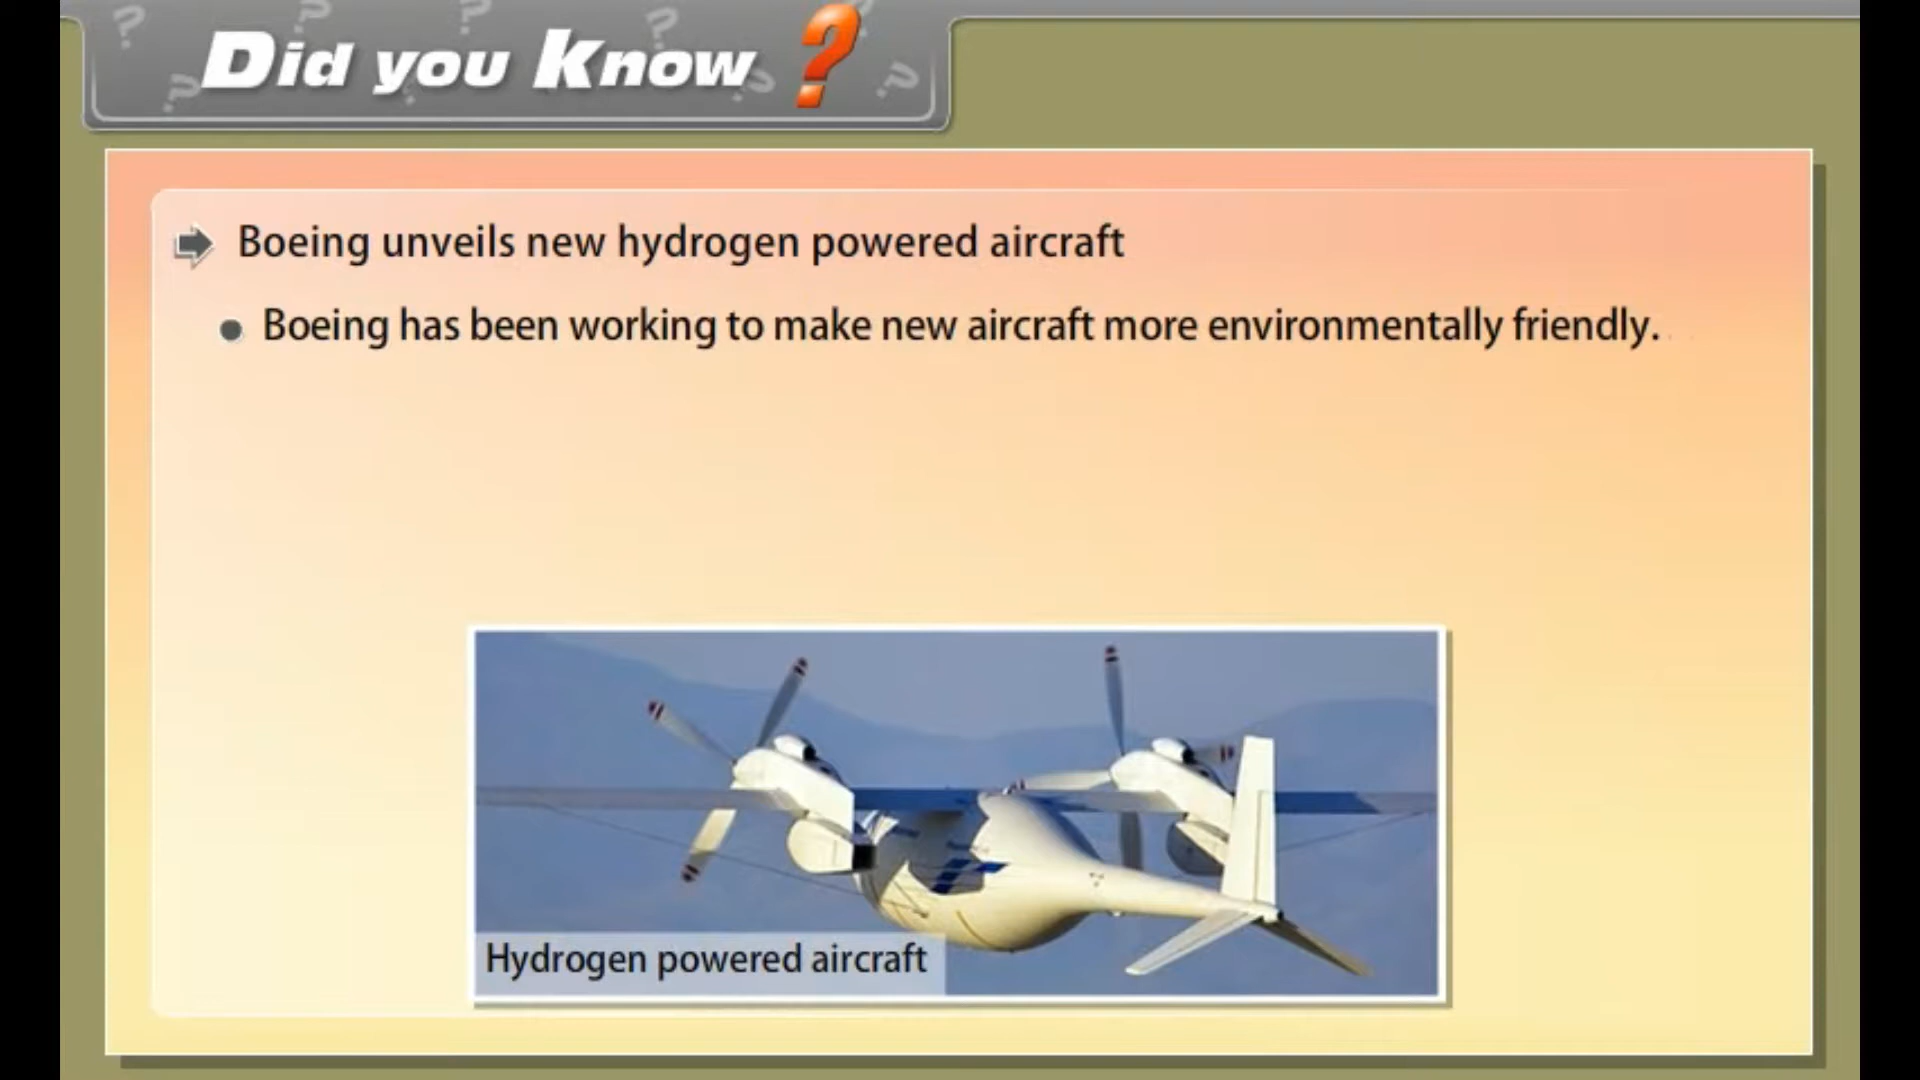 Did you Know ?
Boeing unveils new hydrogen powered aircraft
Boeing has been working to make new aircraft more environmentally friendly.
Hydrogen powered aircraft